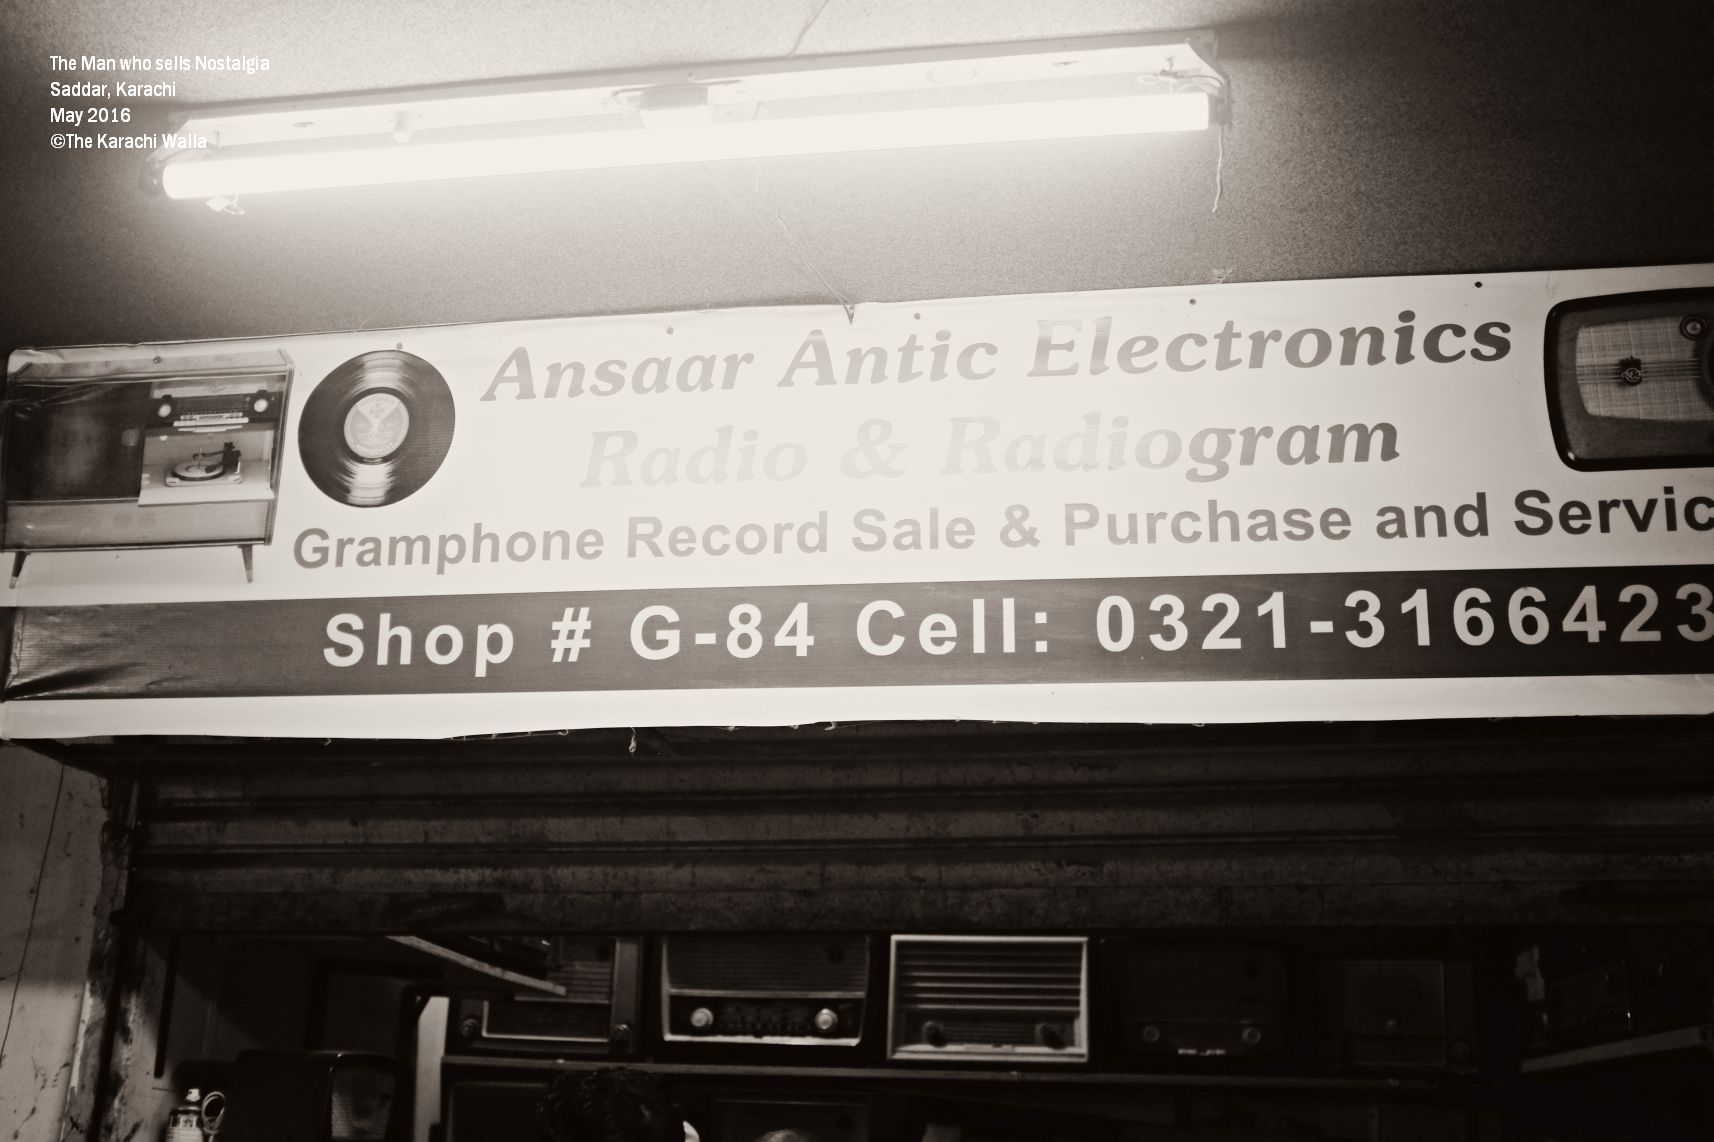 The Man who sells Nostalgia
Saddar, Karachi
May 2016
©The Karachi Walla
Ansaar Antic Electronics
Radio & Radiogram
Gramphone Record Sale & Purchase and Servic
Shop # G-84 Cell: 0321-3166423